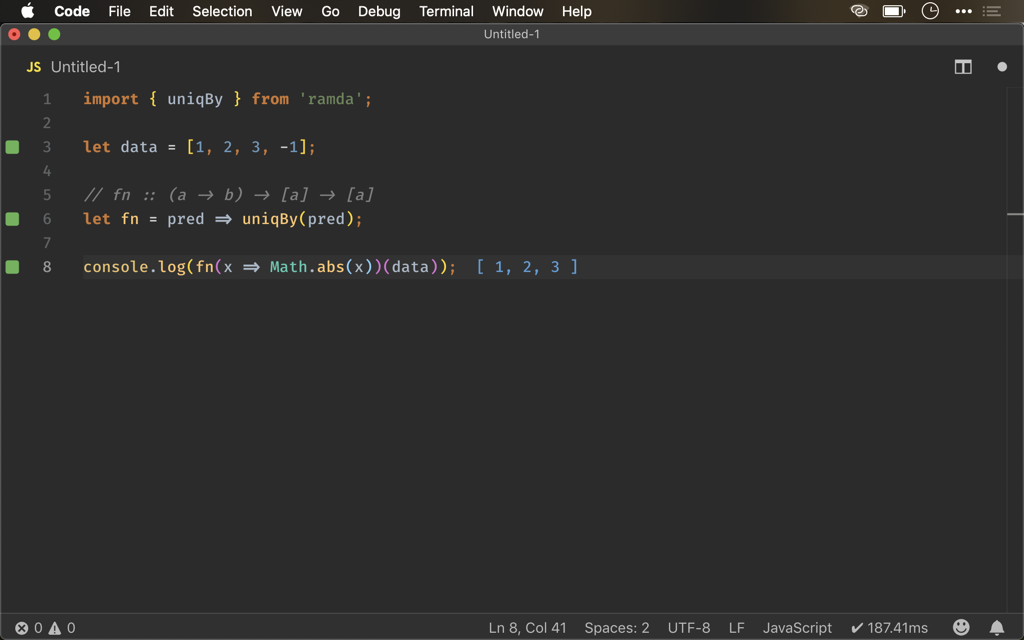 Code File Edit Selection View Go Debug Terminal Window Help
Untitled-1
JS Untitled-1
1 import { uniqBy } from 'ramda';
2
3 let data = [1, 2, 3, -1];
4
5 // fn :: (a → b) → [a] → [a]
6 let fn = pred ⇒ uniqBy(pred);
7
8 console.log(fn(x ⇒ Math.abs(x))(data)); [ 1, 2, 3 ]
0 0 Ln 8, Col 41 Spaces: 2 UTF-8 LF JavaScript ✔ 187.41ms